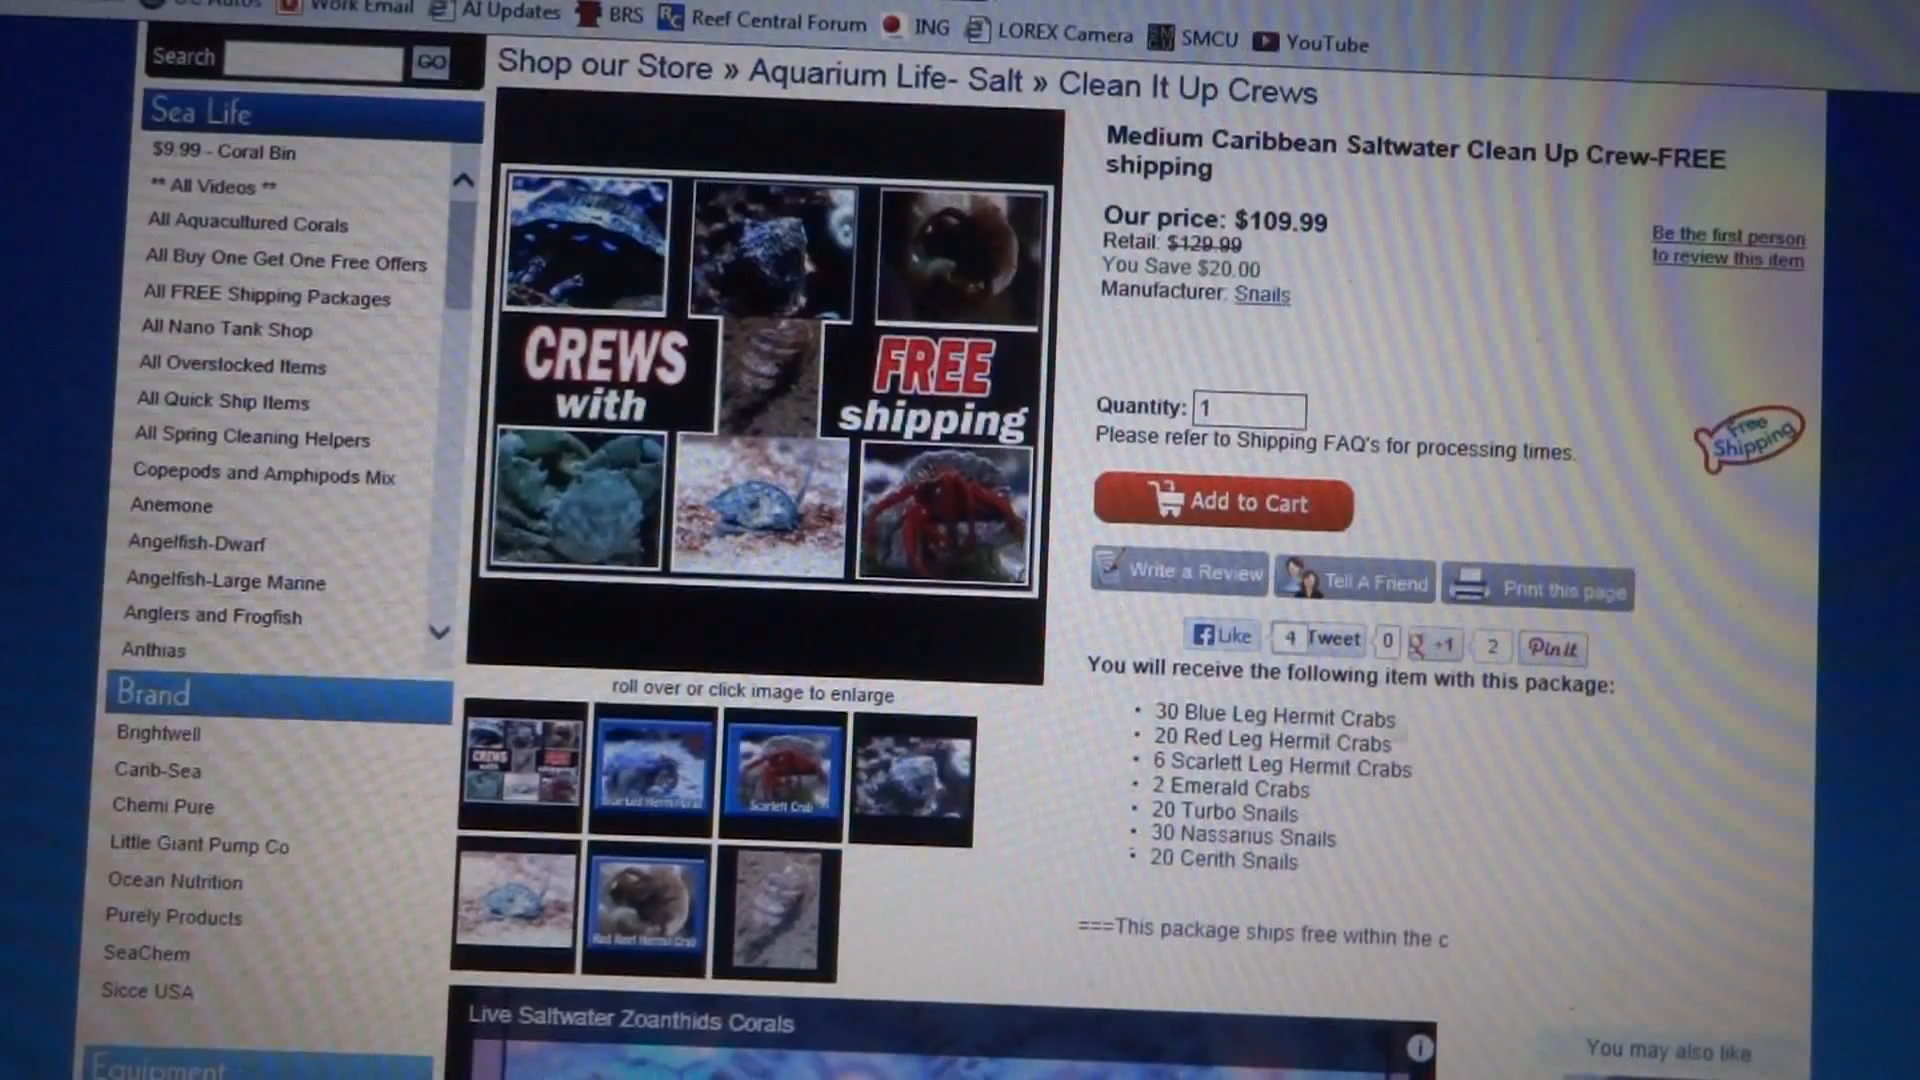 Work Email
AI Updates
BRS
RC
Reef Central Forum
ING
LOREX Camera
SMCU
YouTube
Search
GO
Shop our Store » Aquarium Life- Salt » Clean It Up Crews
Sea Life
$9.99 - Coral Bin
** All Videos **
All Aquacultured Corals
All Buy One Get One Free Offers
All FREE Shipping Packages
All Nano Tank Shop
All Overstocked Items
All Quick Ship Items
All Spring Cleaning Helpers
Copepods and Amphipods Mix
Anemone
Angelfish-Dwarf
Angelfish-Large Marine
Anglers and Frogfish
Anthias
Brand
Brightwell
Carib-Sea
Chemi Pure
Little Giant Pump Co
Ocean Nutrition
Purely Products
SeaChem
Sicce USA
Equipment
CREWS
with
FREE
shipping
roll over or click image to enlarge
CREWS
Scarlett Crab
Live Saltwater Zoanthids Corals
Medium Caribbean Saltwater Clean Up Crew-FREE
shipping
Our price: $109.99
Retail: $129.99
You Save $20.00
Manufacturer: Snails
Be the first person
to review this item
Quantity: 1
Please refer to Shipping FAQ's for processing times.
Free
Shipping
Add to Cart
Write a Review
Tell A Friend
Print this page
Like
4
Tweet
0
+1
2
Pin It
You will receive the following item with this package:
• 30 Blue Leg Hermit Crabs
• 20 Red Leg Hermit Crabs
• 6 Scarlett Leg Hermit Crabs
• 2 Emerald Crabs
• 20 Turbo Snails
• 30 Nassarius Snails
• 20 Cerith Snails
===This package ships free within the c
You may also like